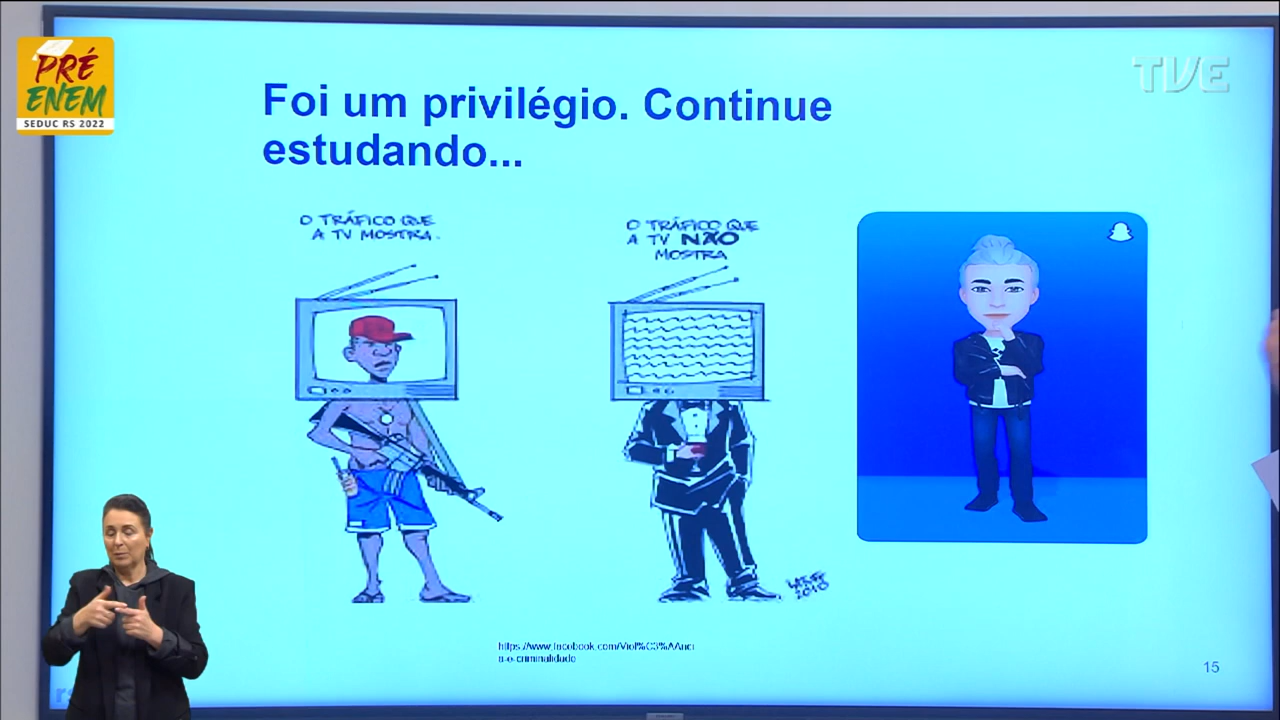 PRÉ
ENEM
SEDUC RS 2022
TVE
Foi um privilégio. Continue
estudando...
O TRÁFICO QUE
A TV MOSTRA.
O TRÁFICO QUE
A TV NÃO
MOSTRA
2010
15